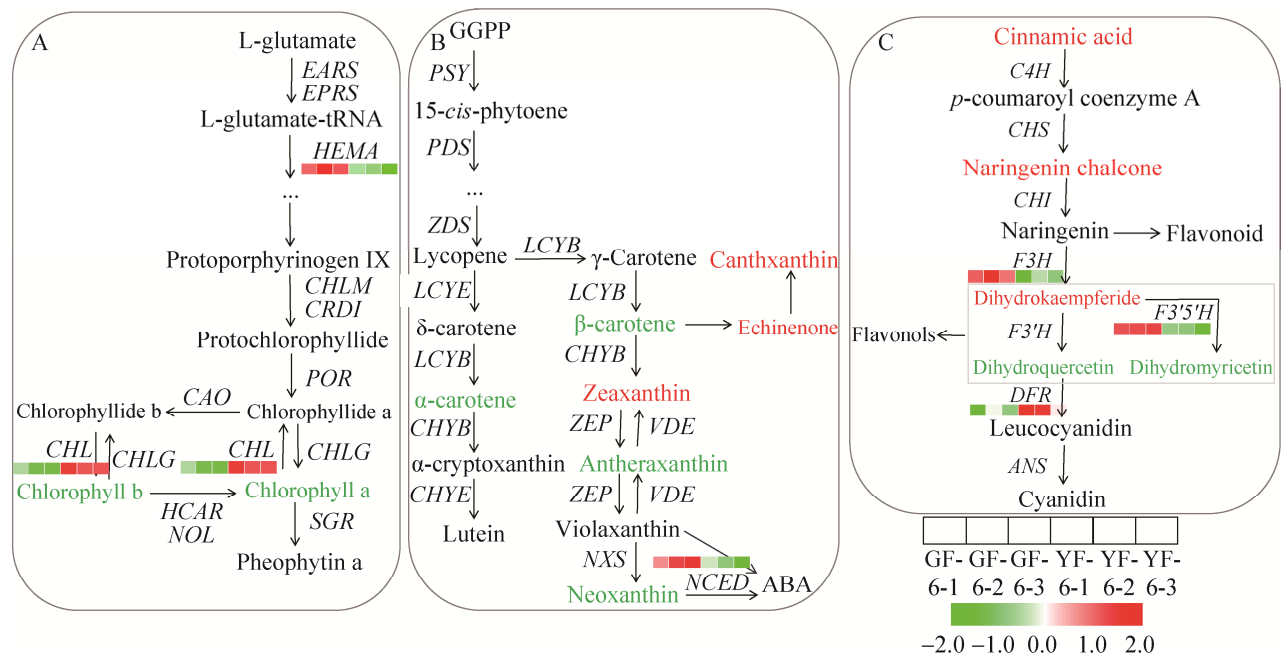 A
L-glutamate
EARS
EPRS
L-glutamate-tRNA
HEMA
...
Protoporphyrinogen IX
CHLM
CRDI
Protochlorophyllide
POR
Chlorophyllide b
CAO
Chlorophyllide a
CHL
CHLG
CHL
CHLG
Chlorophyll b
Chlorophyll a
HCAR
NOL
SGR
Pheophytin a
B
GGPP
PSY
15-cis-phytoene
PDS
...
ZDS
Lycopene
LCYB
γ-Carotene
Canthxanthin
LCYE
LCYB
δ-carotene
β-carotene
Echinenone
LCYB
CHYB
α-carotene
Zeaxanthin
CHYB
ZEP
VDE
α-cryptoxanthin
Antheraxanthin
CHYE
ZEP
VDE
Lutein
Violaxanthin
NXS
NCED
ABA
Neoxanthin
C
Cinnamic acid
C4H
p-coumaroyl coenzyme A
CHS
Naringenin chalcone
CHI
Naringenin
Flavonoid
F3H
Dihydrokaempferide
F3'5'H
Flavonols
F3'H
Dihydroquercetin
Dihydromyricetin
DFR
Leucocyanidin
ANS
Cyanidin
GF- GF- GF- YF- YF- YF-
6-1 6-2 6-3 6-1 6-2 6-3
−2.0 −1.0 0.0 1.0 2.0